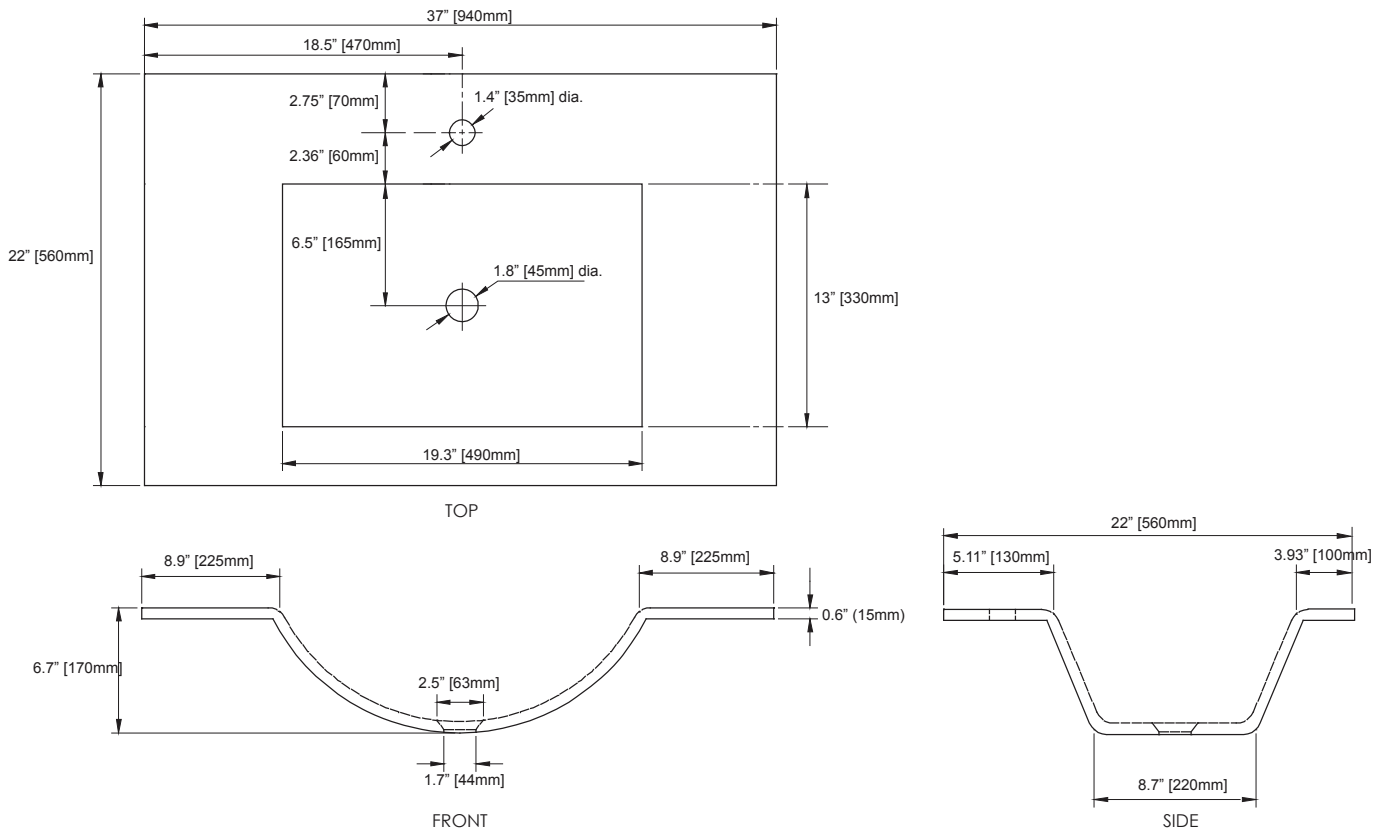 37” [940mm]
18.5” [470mm]
2.75” [70mm]
1.4” [35mm] dia.
2.36” [60mm]
6.5” [165mm]
22” [560mm]
1.8” [45mm] dia.
13” [330mm]
19.3” [490mm]
TOP
22” [560mm]
8.9” [225mm]
8.9” [225mm]
5.11” [130mm]
3.93” [100mm]
0.6” (15mm)
6.7” [170mm]
2.5” [63mm]
1.7” [44mm]
8.7” [220mm]
FRONT
SIDE